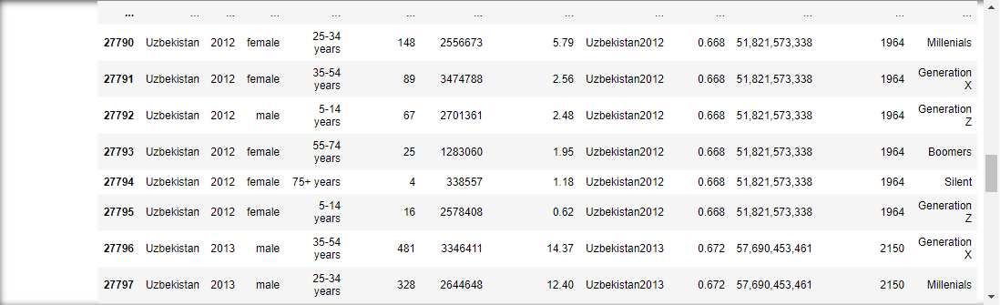 ... ... ... ... ... ... ... ... ... ... ... ... ...
27790 Uzbekistan 2012 female 25-34 years 148 2556673 5.79 Uzbekistan2012 0.668 51,821,573,338 1964 Millenials
27791 Uzbekistan 2012 female 35-54 years 89 3474788 2.56 Uzbekistan2012 0.668 51,821,573,338 1964 Generation X
27792 Uzbekistan 2012 male 5-14 years 67 2701361 2.48 Uzbekistan2012 0.668 51,821,573,338 1964 Generation Z
27793 Uzbekistan 2012 female 55-74 years 25 1283060 1.95 Uzbekistan2012 0.668 51,821,573,338 1964 Boomers
27794 Uzbekistan 2012 female 75+ years 4 338557 1.18 Uzbekistan2012 0.668 51,821,573,338 1964 Silent
27795 Uzbekistan 2012 female 5-14 years 16 2578408 0.62 Uzbekistan2012 0.668 51,821,573,338 1964 Generation Z
27796 Uzbekistan 2013 male 35-54 years 481 3346411 14.37 Uzbekistan2013 0.672 57,690,453,461 2150 Generation X
27797 Uzbekistan 2013 male 25-34 years 328 2644648 12.40 Uzbekistan2013 0.672 57,690,453,461 2150 Millenials